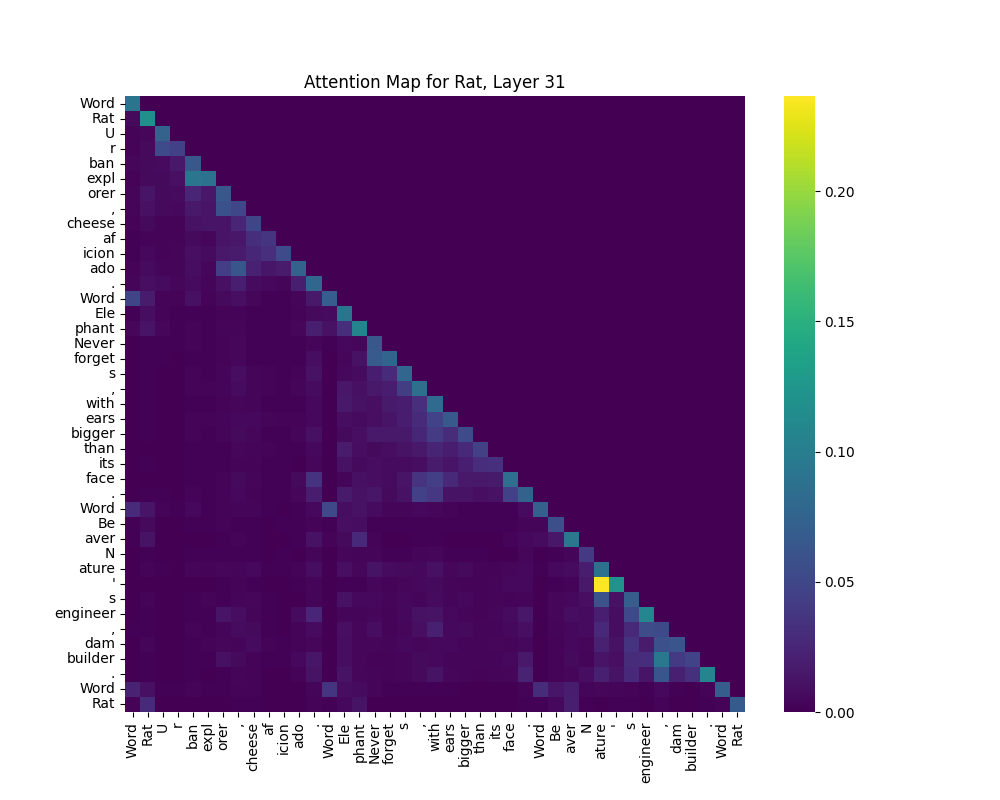 Attention Map for Rat, Layer 31
Word
Rat
U
r
ban
expl
orer
,
cheese
af
icion
ado
.
Word
Ele
phant
Never
forget
s
,
with
ears
bigger
than
its
face
.
Word
Be
aver
N
ature
'
s
engineer
,
dam
builder
.
Word
Rat
Word
Rat
U
r
ban
expl
orer
,
cheese
af
icion
ado
.
Word
Ele
phant
Never
forget
s
,
with
ears
bigger
than
its
face
.
Word
Be
aver
N
ature
'
s
engineer
,
dam
builder
.
Word
Rat
0.20
0.15
0.10
0.05
0.00